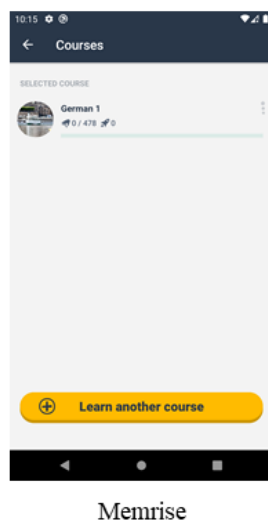 10:15
Courses
SELECTED COURSE
German 1
0 / 478 0
Learn another course
Memrise